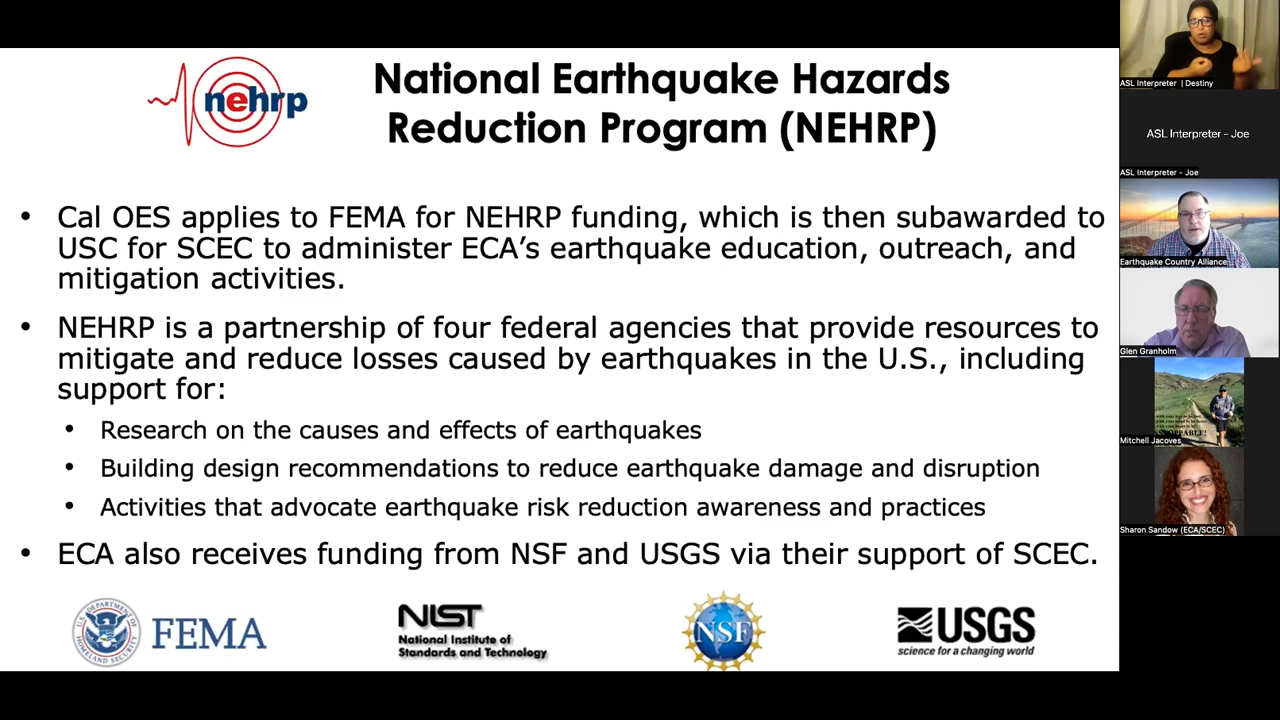 nehrp
National Earthquake Hazards
Reduction Program (NEHRP)
• Cal OES applies to FEMA for NEHRP funding, which is then subawarded to
USC for SCEC to administer ECA’s earthquake education, outreach, and
mitigation activities.
• NEHRP is a partnership of four federal agencies that provide resources to
mitigate and reduce losses caused by earthquakes in the U.S., including
support for:
• Research on the causes and effects of earthquakes
• Building design recommendations to reduce earthquake damage and disruption
• Activities that advocate earthquake risk reduction awareness and practices
• ECA also receives funding from NSF and USGS via their support of SCEC.
U.S. DEPARTMENT OF
HOMELAND SECURITY
FEMA
NIST
National Institute of
Standards and Technology
NSF
USGS
science for a changing world
ASL Interpreter | Destiny
ASL Interpreter - Joe
ASL Interpreter - Joe
Earthquake Country Alliance
Glen Granholm
Mitchell Jacoves
Sharon Sandow (ECA/SCEC)